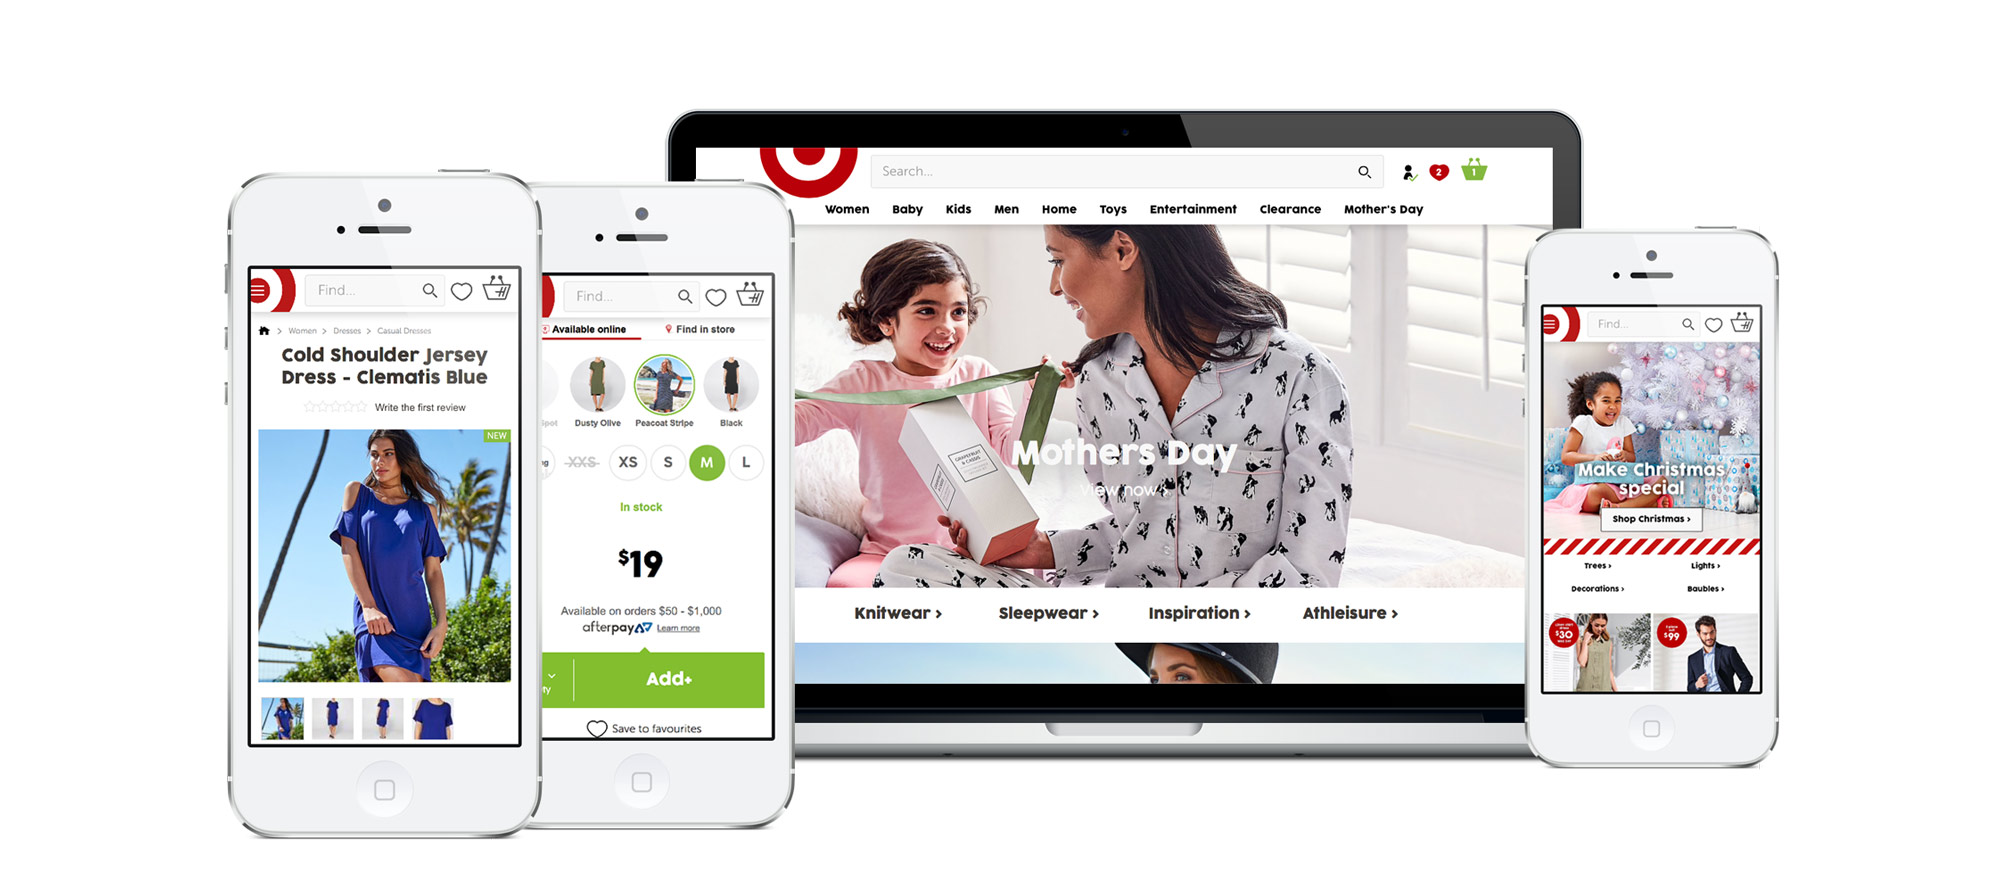 Find...
Women > Dresses > Casual Dresses
Cold Shoulder Jersey
Dress - Clematis Blue
Write the first review
NEW
Find...
Available online
Find in store
Dusty Olive
Peacoat Stripe
Black
XXS
XS
S
M
L
In stock
$19
Available on orders $50 - $1,000
afterpay Learn more
Add+
Save to favourites
Search...
2
1
Women Baby Kids Men Home Toys Entertainment Clearance Mother's Day
GRAPEFRUIT
& CASSIS
Mothers Day
View now ›
Knitwear › Sleepwear › Inspiration › Athleisure ›
Find...
Make Christmas
special
Shop Christmas ›
Trees › Lights ›
Decorations › Baubles ›
$30
$99